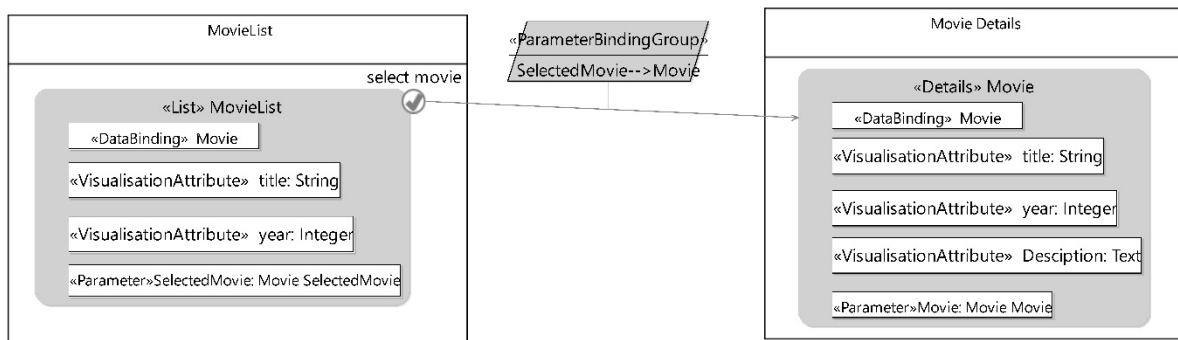 MovieList
select movie
«List» MovieList
«DataBinding» Movie
«VisualisationAttribute» title: String
«VisualisationAttribute» year: Integer
«Parameter»SelectedMovie: Movie SelectedMovie
«ParameterBindingGroup»
SelectedMovie-->Movie
Movie Details
«Details» Movie
«DataBinding» Movie
«VisualisationAttribute» title: String
«VisualisationAttribute» year: Integer
«VisualisationAttribute» Desciption: Text
«Parameter»Movie: Movie Movie